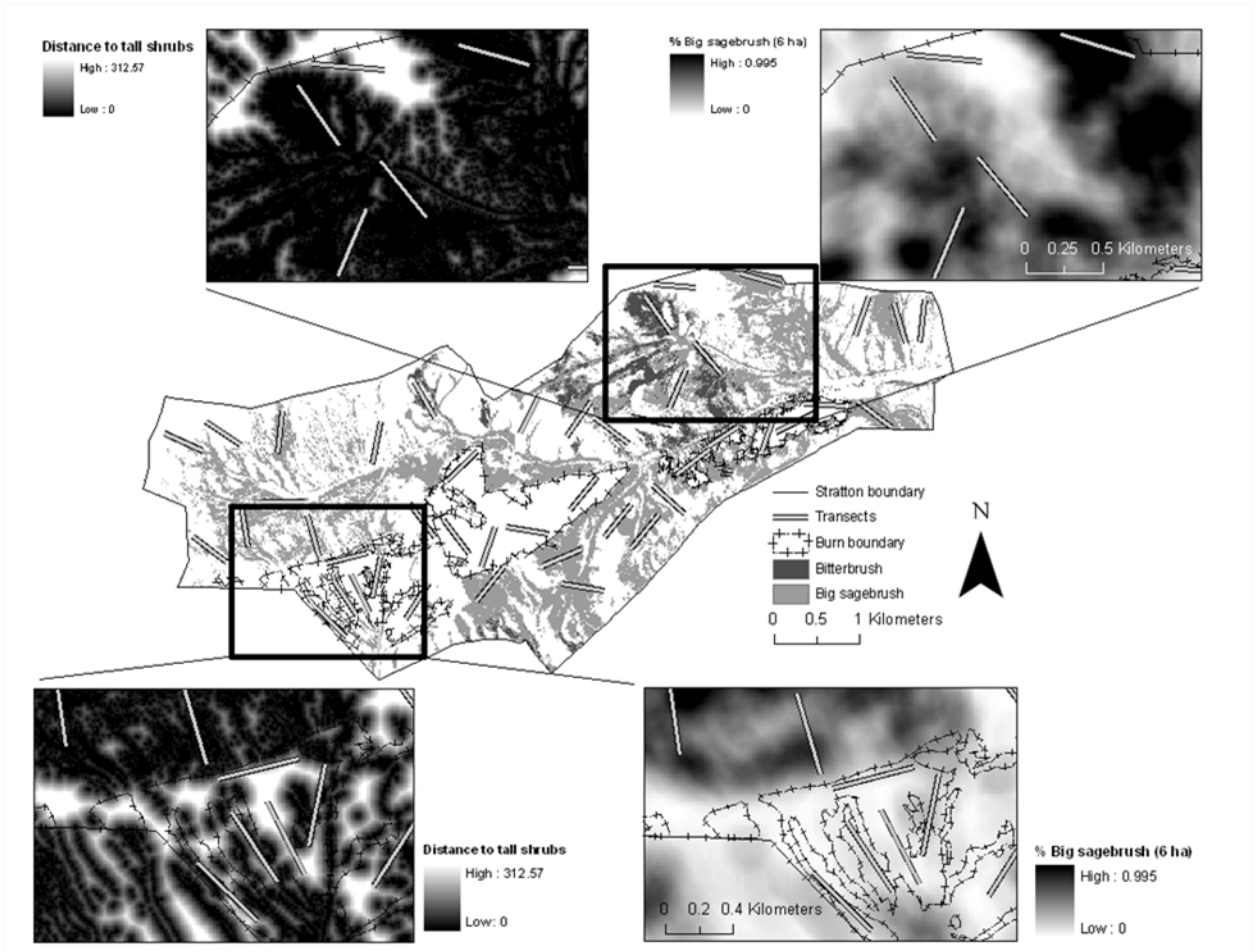 Distance to tall shrubs
High : 312.57
Low : 0
% Big sagebrush (6 ha)
High : 0.995
Low : 0
0 0.25 0.5 Kilometers
Stratton boundary
Transects
Burn boundary
Bitterbrush
Big sagebrush
0 0.5 1 Kilometers
N
Distance to tall shrubs
High : 312.57
Low: 0
0 0.2 0.4 Kilometers
% Big sagebrush (6 ha)
High : 0.995
Low : 0